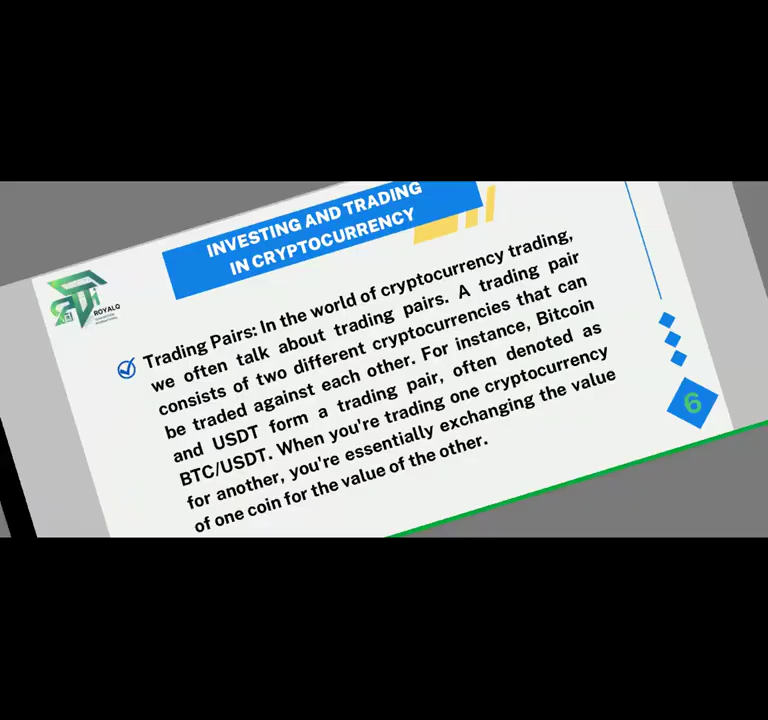 INVESTING AND TRADING
IN CRYPTOCURRENCY
ROYALQ
Trading Pairs: In the world of cryptocurrency trading,
we often talk about trading pairs. A trading pair
consists of two different cryptocurrencies that can
be traded against each other. For instance, Bitcoin
and USDT form a trading pair, often denoted as
BTC/USDT. When you're trading one cryptocurrency
for another, you're essentially exchanging the value
of one coin for the value of the other.
6